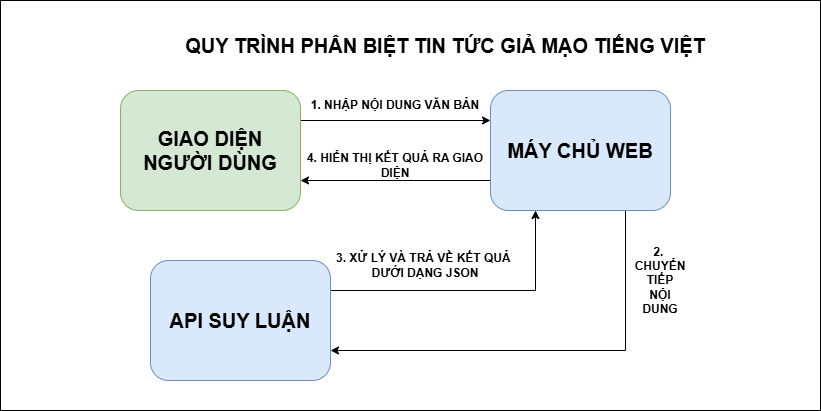 QUY TRÌNH PHÂN BIỆT TIN TỨC GIẢ MẠO TIẾNG VIỆT
GIAO DIỆN
NGƯỜI DÙNG
1. NHẬP NỘI DUNG VĂN BẢN
4. HIỂN THỊ KẾT QUẢ RA GIAO
DIỆN
MÁY CHỦ WEB
3. XỬ LÝ VÀ TRẢ VỀ KẾT QUẢ
DƯỚI DẠNG JSON
2.
CHUYỂN
TIẾP
NỘI
DUNG
API SUY LUẬN